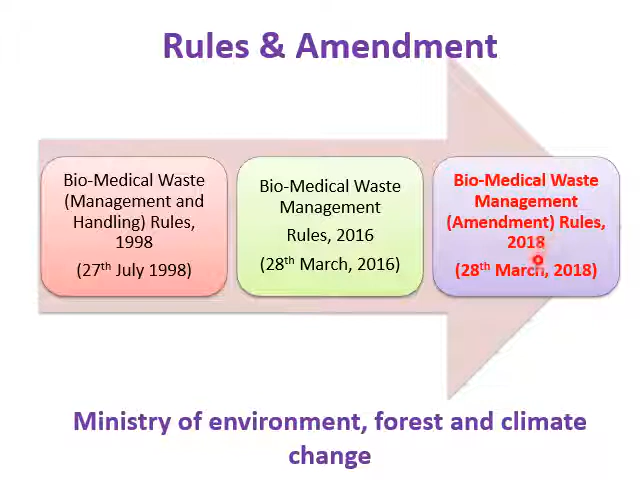 Rules & Amendment
Bio-Medical Waste
(Management and
Handling) Rules,
1998
(27th July 1998)
Bio-Medical Waste
Management
Rules, 2016
(28th March, 2016)
Bio-Medical Waste
Management
(Amendment) Rules,
2018
(28th March, 2018)
Ministry of environment, forest and climate
change